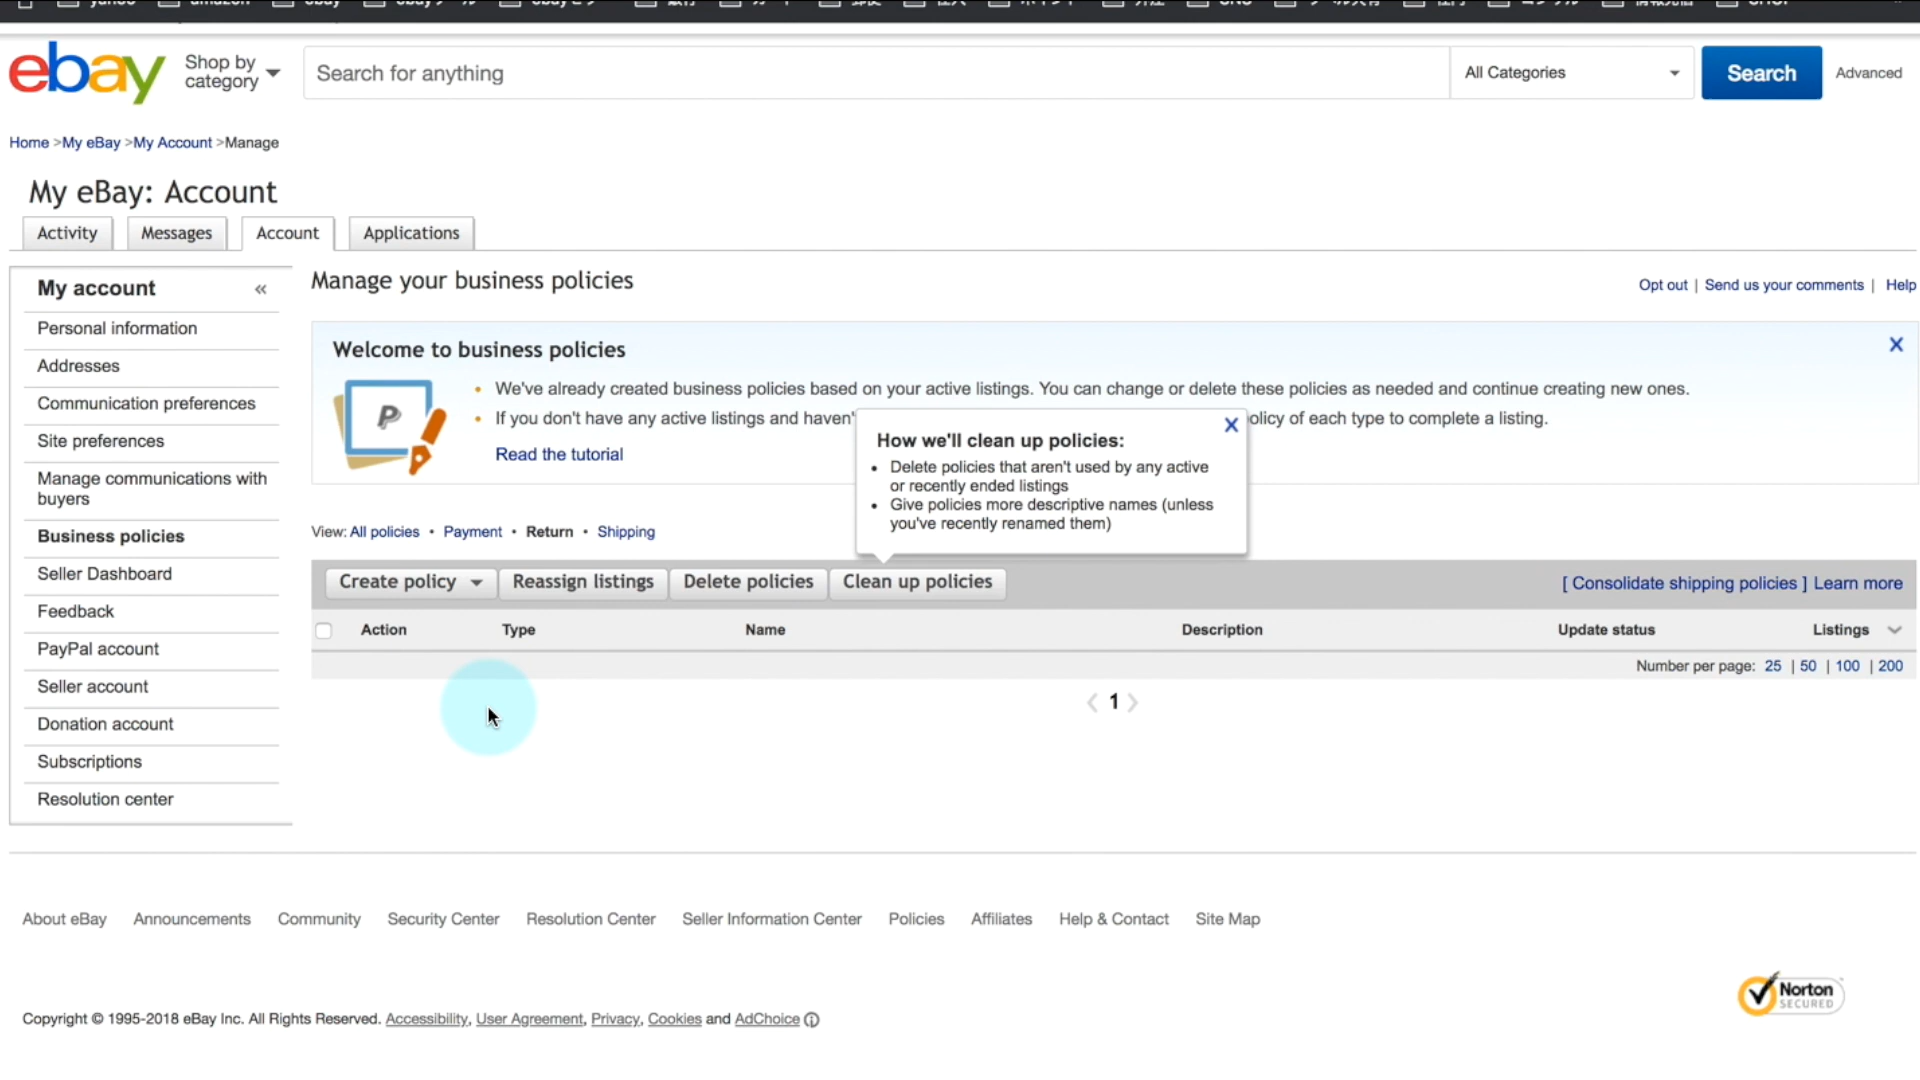 ebay
Shop by
category
Search for anything
All Categories
Search
Advanced
Home >My eBay >My Account >Manage
My eBay: Account
Activity
Messages
Account
Applications
My account
«
Personal information
Addresses
Communication preferences
Site preferences
Manage communications with
buyers
Business policies
Seller Dashboard
Feedback
PayPal account
Seller account
Donation account
Subscriptions
Resolution center
Manage your business policies
Opt out | Send us your comments | Help
Welcome to business policies
X
P
• We've already created business policies based on your active listings. You can change or delete these policies as needed and continue creating new ones.
• If you don't have any active listings and haven' olicy of each type to complete a listing.
Read the tutorial
How we'll clean up policies:
X
• Delete policies that aren't used by any active
or recently ended listings
• Give policies more descriptive names (unless
you've recently renamed them)
View: All policies • Payment • Return • Shipping
Create policy
Reassign listings
Delete policies
Clean up policies
[ Consolidate shipping policies ] Learn more
Action
Type
Name
Description
Update status
Listings
Number per page: 25 | 50 | 100 | 200
1
About eBay
Announcements
Community
Security Center
Resolution Center
Seller Information Center
Policies
Affiliates
Help & Contact
Site Map
Norton
SECURED
Copyright © 1995-2018 eBay Inc. All Rights Reserved. Accessibility, User Agreement, Privacy, Cookies and AdChoice